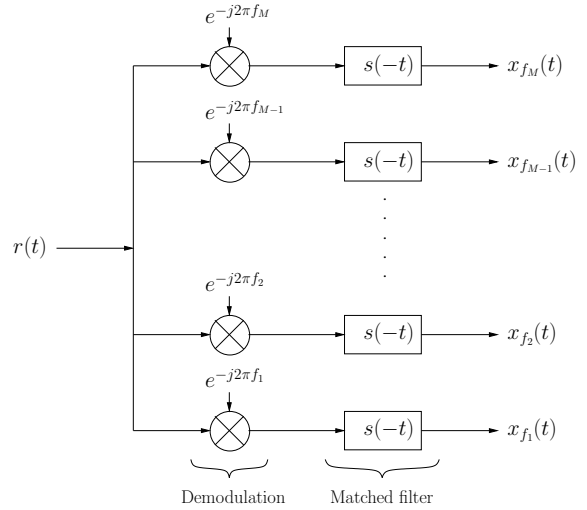 e^{-j2πf_M}
s(−t)
x_{f_M}(t)
e^{-j2πf_{M−1}}
s(−t)
x_{f_{M−1}}(t)
r(t)
e^{-j2πf_2}
s(−t)
x_{f_2}(t)
e^{-j2πf_1}
s(−t)
x_{f_1}(t)
Demodulation
Matched filter